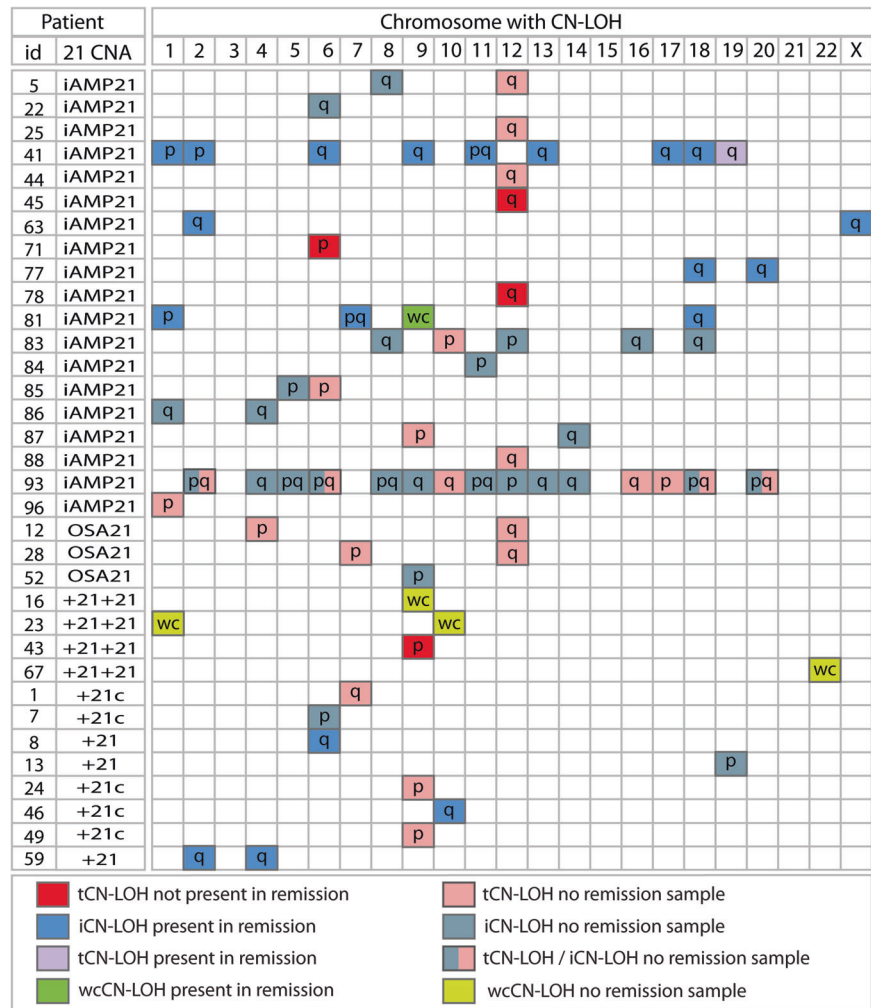 Patient Chromosome with CN-LOH
id 21 CNA 1 2 3 4 5 6 7 8 9 10 11 12 13 14 15 16 17 18 19 20 21 22 X
5 iAMP21 q q
22 iAMP21 q
25 iAMP21 q
41 iAMP21 p p q q pq q q q q
44 iAMP21 q
45 iAMP21 q
63 iAMP21 q q
71 iAMP21 p
77 iAMP21 q q
78 iAMP21 q
81 iAMP21 p pq wc q
83 iAMP21 q p p q q
84 iAMP21 p
85 iAMP21 p p
86 iAMP21 q q
87 iAMP21 p q
88 iAMP21 q
93 iAMP21 pq q pq pq pq q q pq p q q q p pq pq
96 iAMP21 p
12 OSA21 p q
28 OSA21 p q
52 OSA21 p
16 +21+21 wc
23 +21+21 wc wc
43 +21+21 p
67 +21+21 wc
1 +21c q
7 +21c p
8 +21 q
13 +21 p
24 +21c p
46 +21c q
49 +21c p
59 +21 q q
tCN-LOH not present in remission tCN-LOH no remission sample
iCN-LOH present in remission iCN-LOH no remission sample
tCN-LOH present in remission tCN-LOH / iCN-LOH no remission sample
wcCN-LOH present in remission wcCN-LOH no remission sample